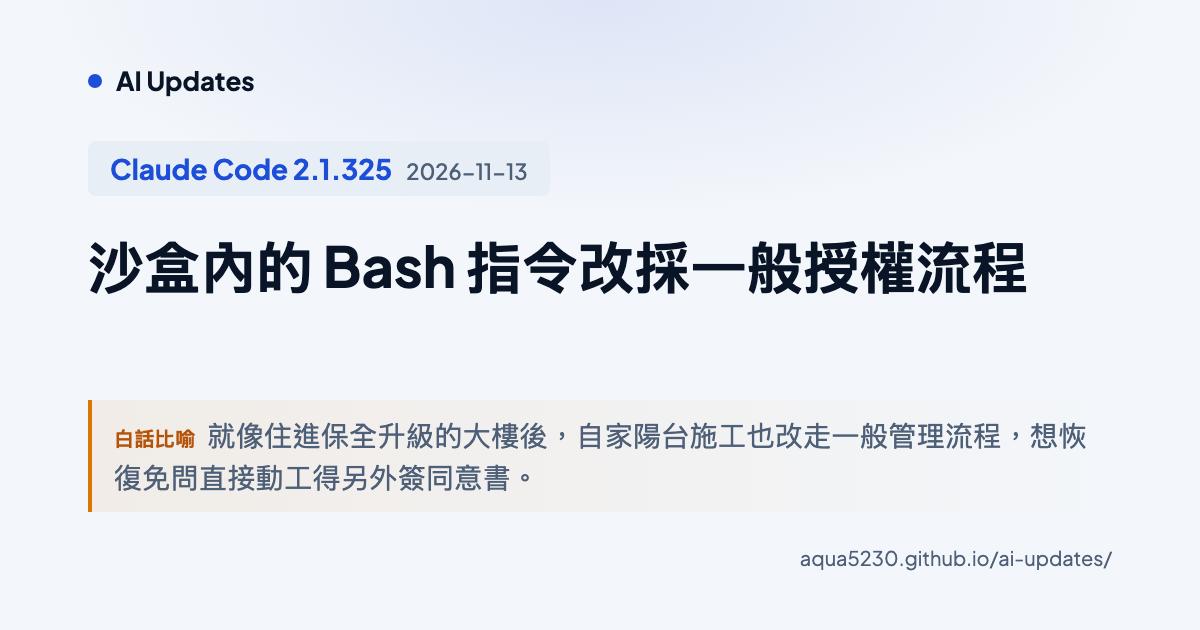 AI Updates
Claude Code 2.1.325 2026-11-13
沙盒內的 Bash 指令改採一般授權流程
白話比喻 就像住進保全升級的大樓後，自家陽台施工也改走一般管理流程，想恢
復免問直接動工得另外簽同意書。
aqua5230.github.io/ai-updates/